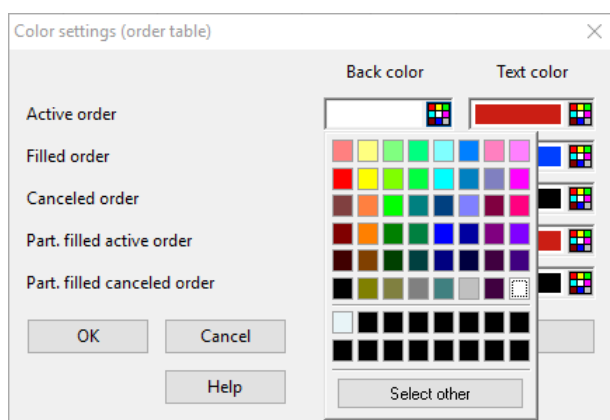 Color settings (order table)
Back color Text color
Active order
Filled order
Canceled order
Part. filled active order
Part. filled canceled order
OK Cancel
Help Select other